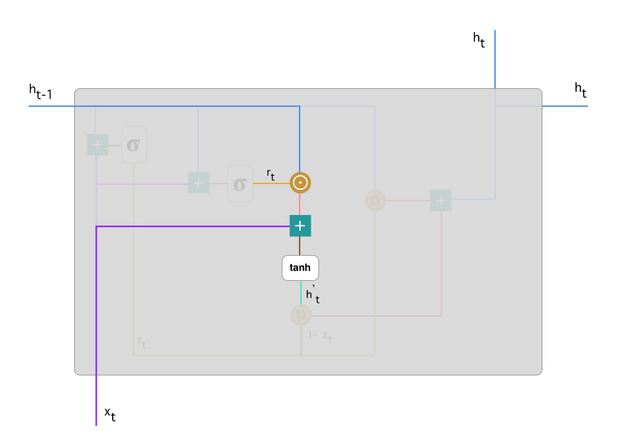 h_t
h_t-1
h_t
σ
r_t
σ
tanh
h'_t
z_t
1- z_t
x_t